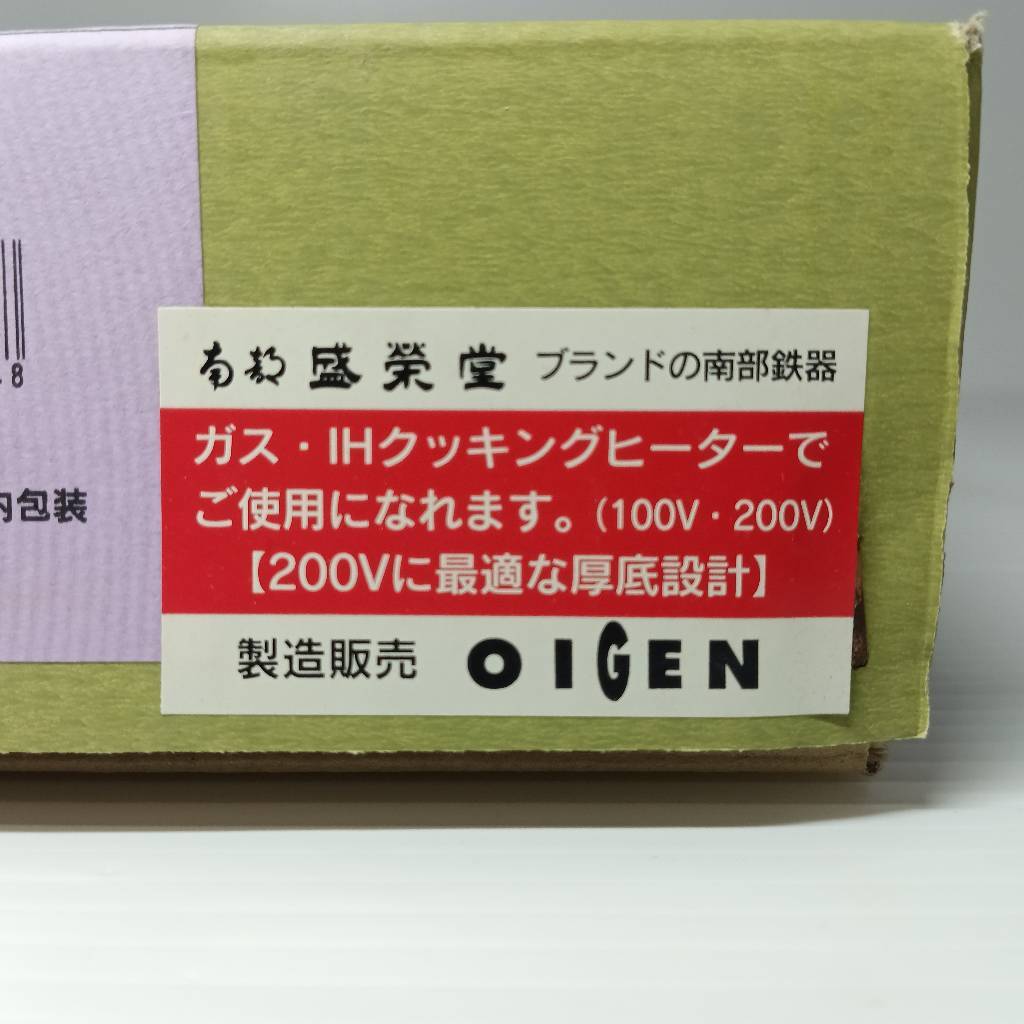 南部 盛榮堂 ブランドの南部鉄器
ガス・IHクッキングヒーターで
ご使用になれます。(100V・200V)
【200Vに最適な厚底設計】
製造販売 OIGEN
8
内包装